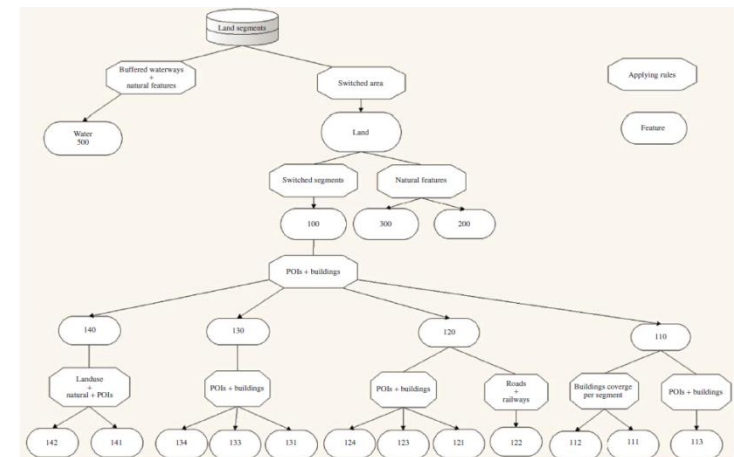 Land segments
Buffered waterways
+
natural features
Switched area
Applying rules
Water
500
Land
Feature
Switched segments
Natural features
100
300
200
POIs + buildings
140
130
120
110
Landuse
+
natural + POIs
POIs + buildings
POIs + buildings
Roads
+
railways
Buildings coverge
per segment
POIs + buildings
142
141
134
133
131
124
123
121
122
112
111
113